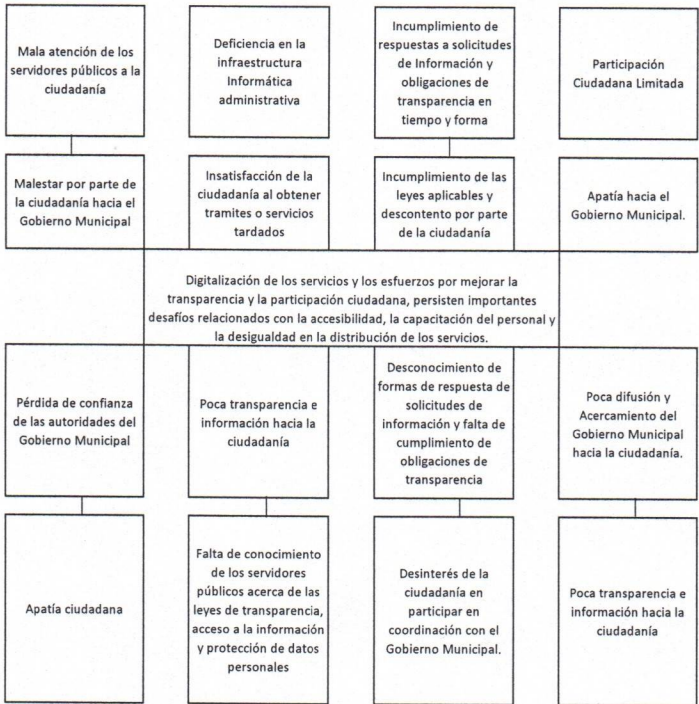 Mala atención de los
servidores públicos a la
ciudadanía
Deficiencia en la
infraestructura
Informática
administrativa
Incumplimiento de
respuestas a solicitudes
de Información y
obligaciones de
transparencia en
tiempo y forma
Participación
Ciudadana Limitada
Malestar por parte de
la ciudadanía hacia el
Gobierno Municipal
Insatisfacción de la
ciudadanía al obtener
tramites o servicios
tardados
Incumplimiento de las
leyes aplicables y
descontento por parte
de la ciudadanía
Apatía hacia el
Gobierno Municipal.
Digitalización de los servicios y los esfuerzos por mejorar la
transparencia y la participación ciudadana, persisten importantes
desafíos relacionados con la accesibilidad, la capacitación del personal y
la desigualdad en la distribución de los servicios.
Pérdida de confianza
de las autoridades del
Gobierno Municipal
Poca transparencia e
información hacia la
ciudadanía
Desconocimiento de
formas de respuesta de
solicitudes de
información y falta de
cumplimiento de
obligaciones de
transparencia
Poca difusión y
Acercamiento del
Gobierno Municipal
hacia la ciudadanía.
Apatía ciudadana
Falta de conocimiento
de los servidores
públicos acerca de las
leyes de transparencia,
acceso a la información
y protección de datos
personales
Desinterés de la
ciudadanía en
participar en
coordinación con el
Gobierno Municipal.
Poca transparencia e
información hacia la
ciudadanía